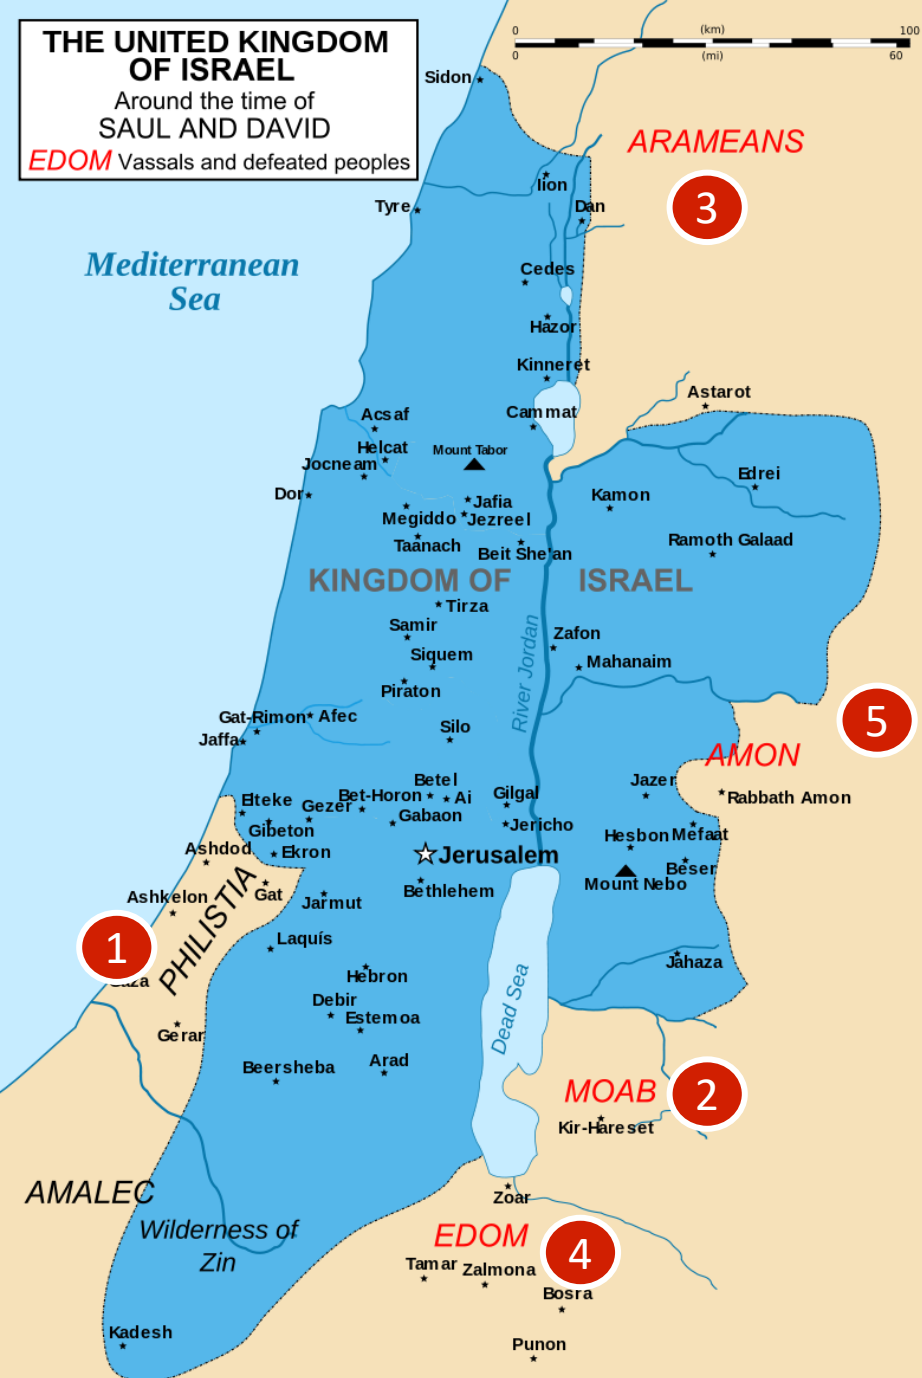 THE UNITED KINGDOM
OF ISRAEL
Around the time of
SAUL AND DAVID
EDOM Vassals and defeated peoples
0 (km) 100
0 (mi) 60
Sidon
ARAMEANS
Iion
3
Tyre
Dan
Mediterranean
Sea
Cedes
Hazor
Kinneret
Astarot
Acsaf
Cammat
Helcat
Mount Tabor
Jocneam
Edrei
Dor
Kamon
Jafia
Megiddo
Jezreel
Taanach
Beit She'an
Ramoth Galaad
KINGDOM OF ISRAEL
Tirza
Samir
Zafon
Siquem
Mahanaim
Piraton
River Jordan
Gat-Rimon
Afec
5
Jaffa
Silo
AMON
Betel
Jazer
Elteke
Gezer
Bet-Horon
Ai
Gilgal
Rabbath Amon
Gabaon
Gibeton
Jericho
Hesbon
Mefaat
Ashdod
Ekron
Jerusalem
Beser
Mount Nebo
Bethlehem
Ashkelon
Gat
Jarmut
PHILISTIA
1
Laquís
Jahaza
Hebron
Debir
Dead Sea
Estemoa
Gerar
Beersheba
Arad
MOAB
2
Kir-Hareset
AMALEC
Zoar
Wilderness of
Zin
EDOM
4
Tamar
Zalmona
Bosra
Kadesh
Punon